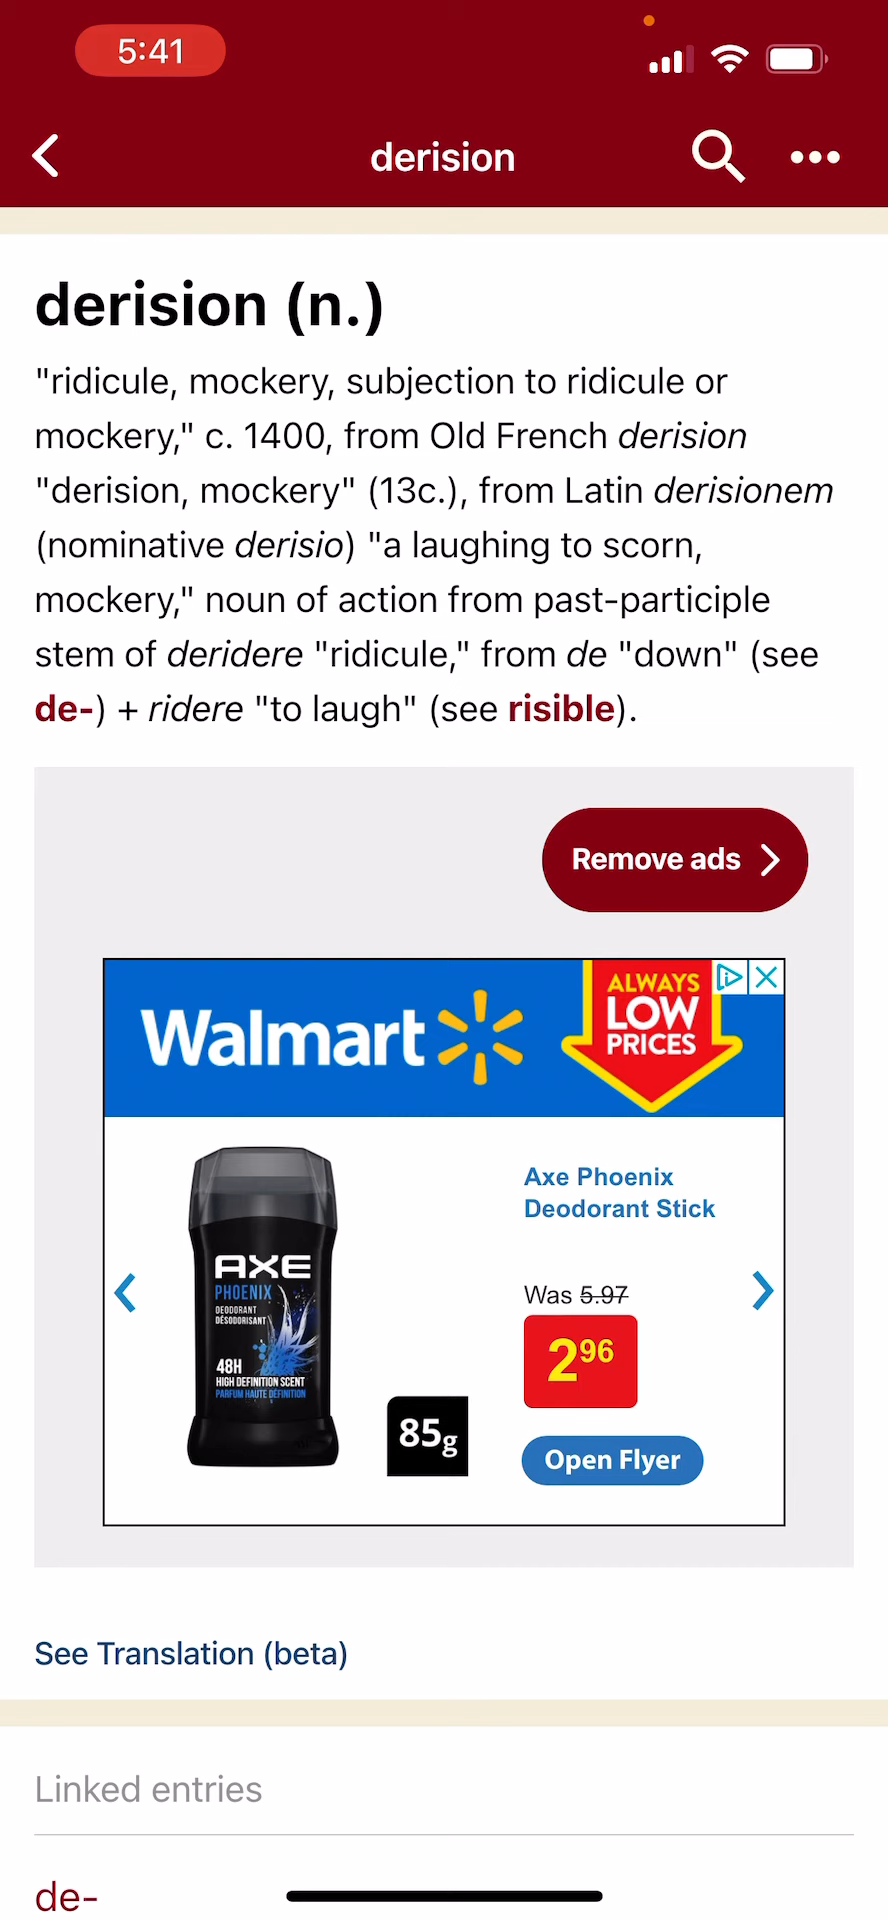 5:41
derision
derision (n.)
"ridicule, mockery, subjection to ridicule or
mockery," c. 1400, from Old French derision
"derision, mockery" (13c.), from Latin derisionem
(nominative derisio) "a laughing to scorn,
mockery," noun of action from past-participle
stem of deridere "ridicule," from de "down" (see
de-) + ridere "to laugh" (see risible).
Remove ads
Walmart
ALWAYS
LOW
PRICES
AXE
PHOENIX
DEODORANT
DÉSODORISANT
48H
HIGH DEFINITION SCENT
PARFUM HAUTE DÉFINITION
85g
Axe Phoenix
Deodorant Stick
Was 5.97
2 96
Open Flyer
See Translation (beta)
Linked entries
de-